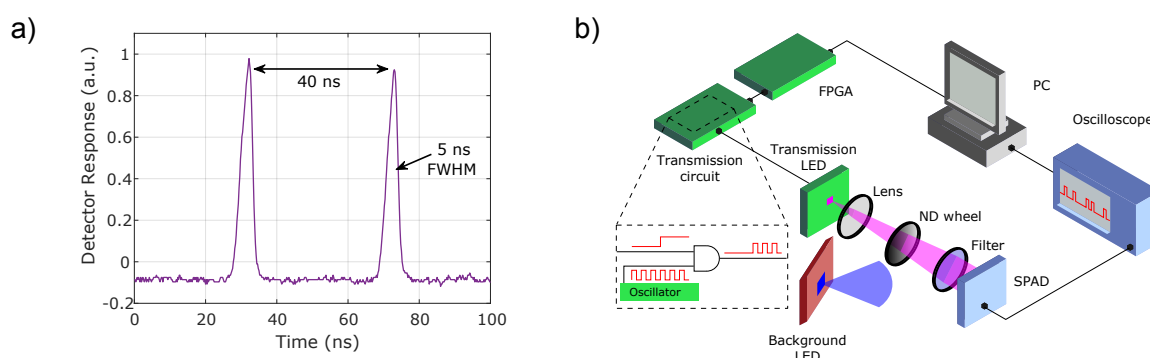 a)
Detector Response (a.u.)
1
0.8
0.6
0.4
0.2
0
-0.2
40 ns
5 ns
FWHM
0
20
40
60
80
100
Time (ns)
b)
FPGA
PC
Oscilloscope
Transmission
circuit
Transmission
LED
Lens
ND wheel
Filter
SPAD
Oscillator
Background
LED